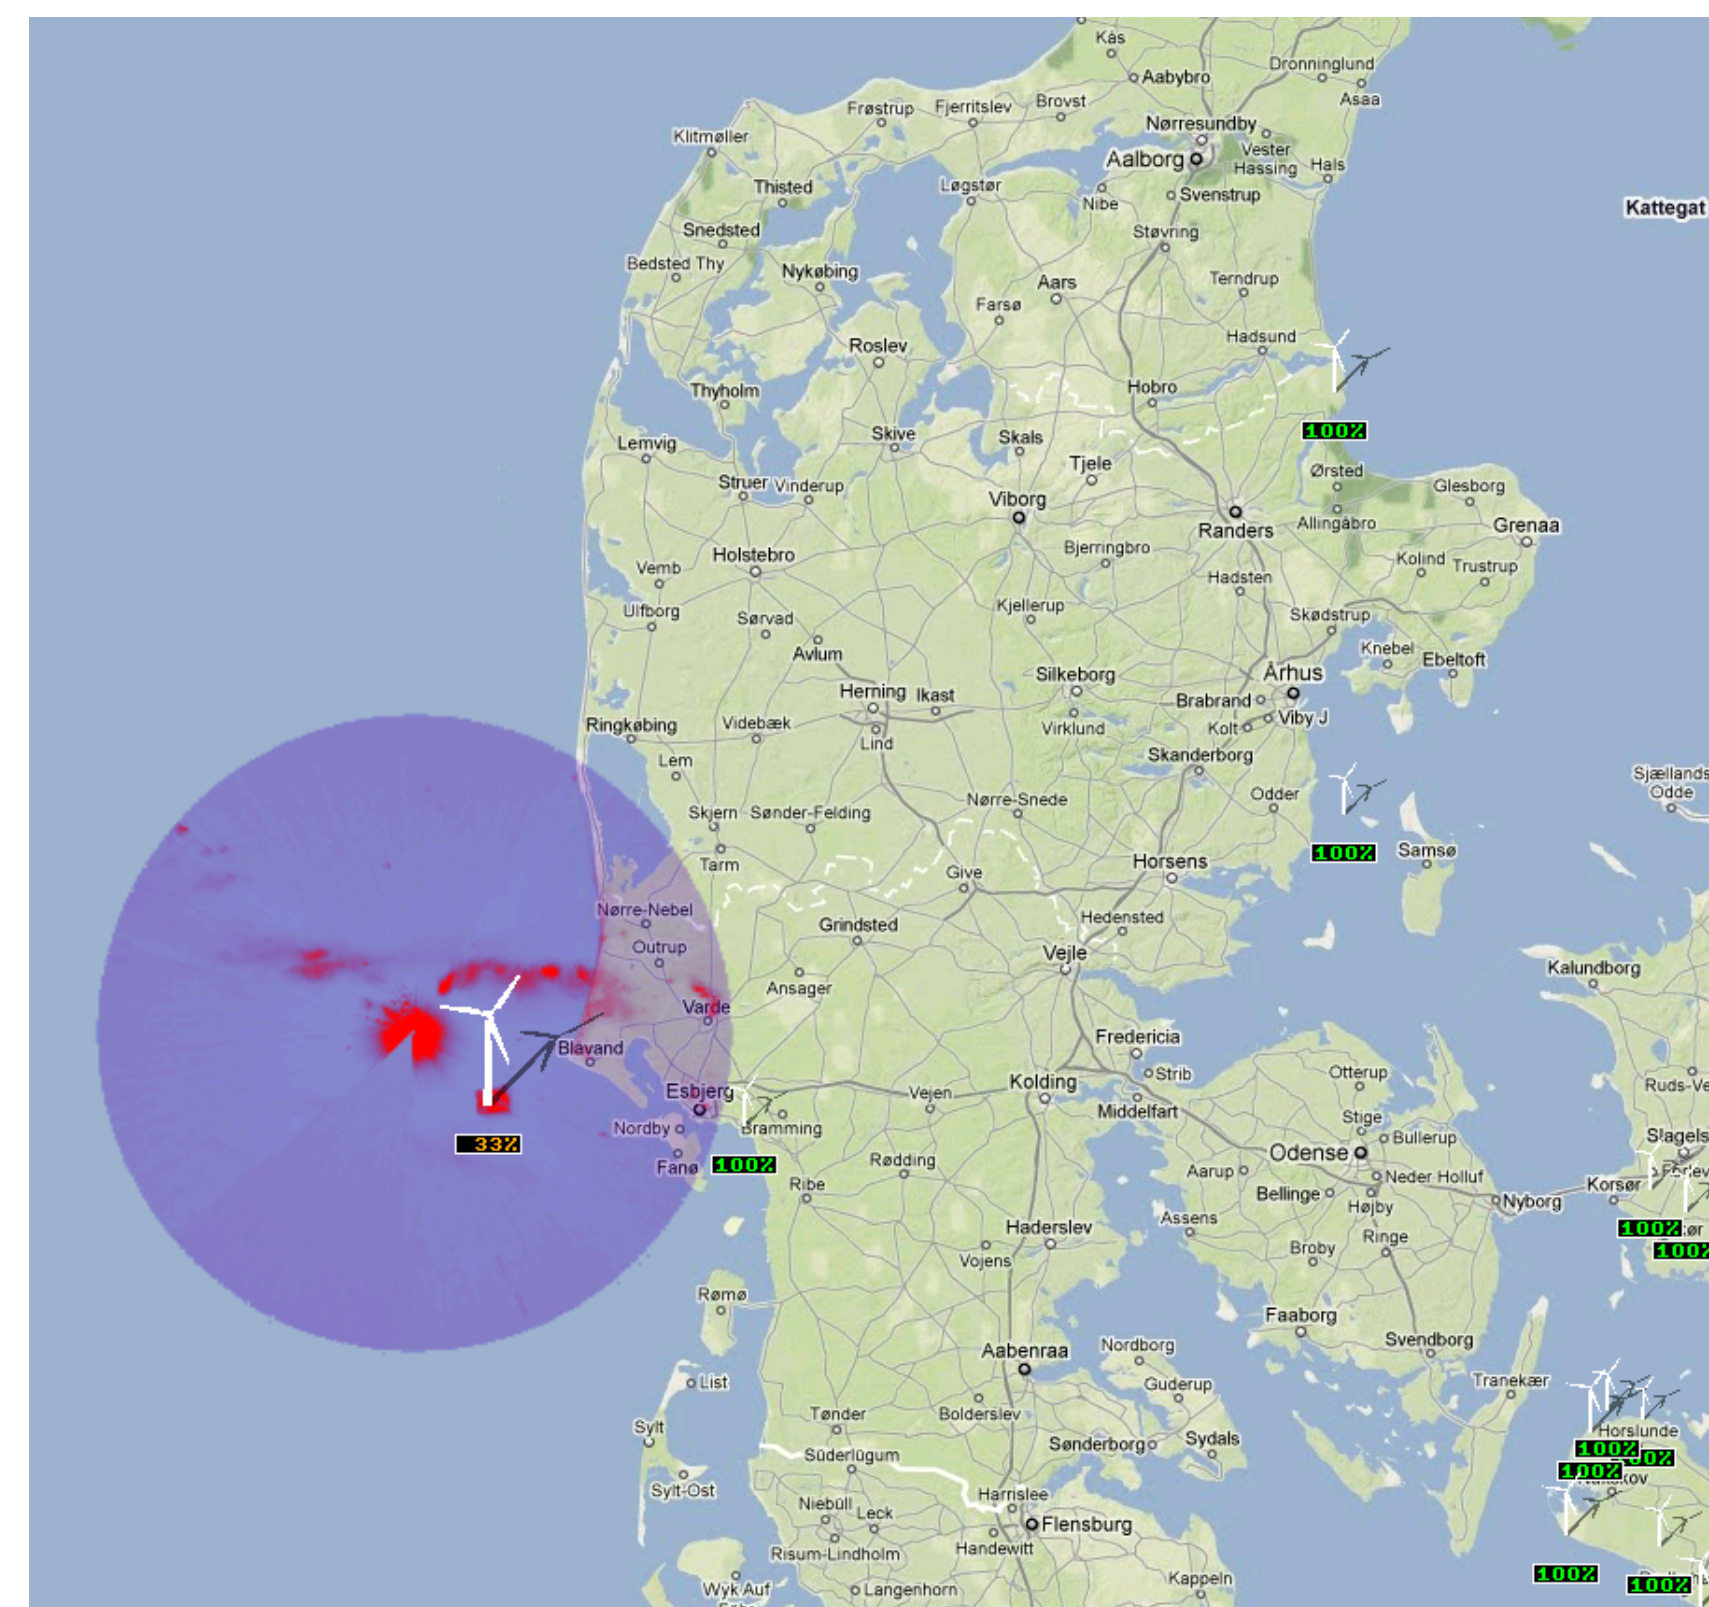 Kås
Dronninglund
Aabybro
Asaa
Frøstrup
Fjerritslev
Brovst
Nørresundby
Klitmøller
Aalborg
Vester
Hassing
Hals
Thisted
Løgstør
Nibe
Svenstrup
Kattegat
Snedsted
Støvring
Bedsted Thy
Nykøbing
Aars
Terndrup
Farsø
Roslev
Hadsund
Thyholm
Hobro
100%
Lemvig
Skive
Skals
Tjele
Ørsted
Struer
Vinderup
Viborg
Glesborg
Randers
Allingåbro
Grenaa
Holstebro
Bjerringbro
Vemb
Kolind
Trustrup
Hadsten
Ulfborg
Sørvad
Kjellerup
Skødstrup
Avlum
Knebel
Ebeltoft
Silkeborg
Århus
Herning
Ikast
Brabrand
Ringkøbing
Videbæk
Virklund
Kolt
Viby J
Lind
Lem
Skanderborg
Sjællands
Odde
Nørre-Snede
Odder
Skjern
Sønder-Felding
100%
Samsø
Tarm
Give
Horsens
Nørre-Nebel
Grindsted
Hedensted
Outrup
Vejle
Kalundborg
Ansager
Varde
Fredericia
Blåvand
Strib
Otterup
Kolding
Ruds-Ve
Esbjerg
Vejen
Middelfart
Stige
Nordby
Bramming
Bullerup
Slagels
33%
Odense
Fanø
100%
Rødding
Aarup
Neder Holluf
Korsør
Forlev
Ribe
Bellinge
Højby
Nyborg
Assens
Haderslev
100%
Ringe
Broby
100%
Vojens
Rømø
Faaborg
Svendborg
Aabenraa
Nordborg
List
Guderup
Tranekær
Tønder
Bolderslev
Sylt
Sønderborg
Sydals
Horslunde
Süderlügum
100%
100%
100%
Sylt-Ost
Harrislee
Niebüll
Leck
Flensburg
Risum-Lindholm
Handewitt
100%
Wyk Auf
Langenhorn
Kappeln
100%